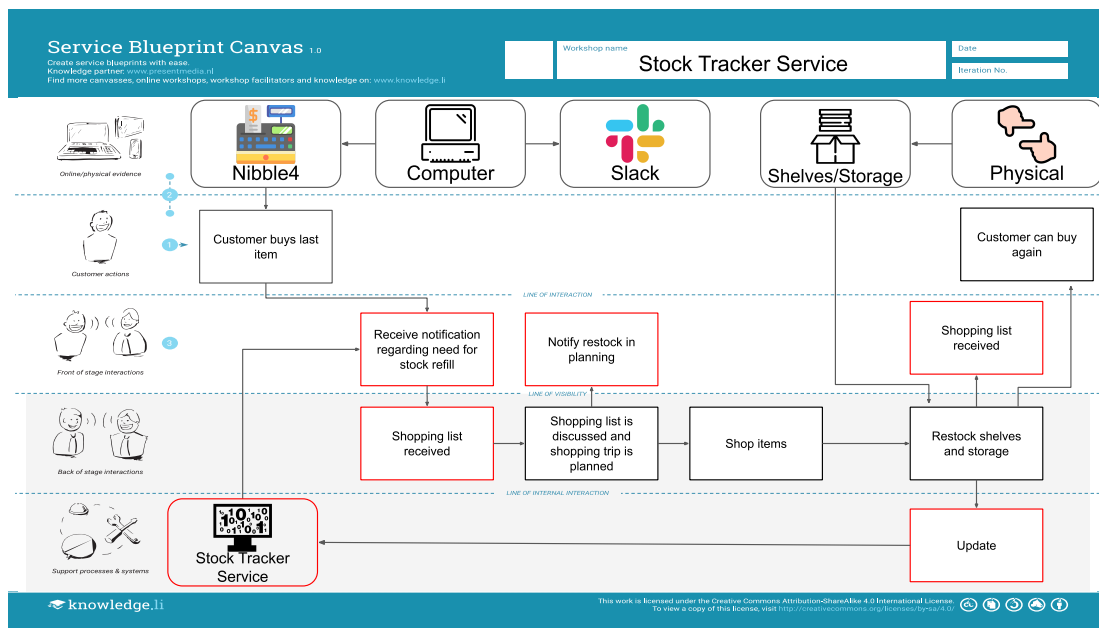 Service Blueprint Canvas 1.0
Create service blueprints with ease.
Knowledge partner: www.presentmedia.nl
Find more canvasses, online workshops, workshop facilitators and knowledge on: www.knowledge.li
Workshop name
Stock Tracker Service
Date
Iteration No.
Online/physical evidence
Nibble4
Computer
Slack
Shelves/Storage
Physical
2
Customer actions
1
Customer buys last
item
Customer can buy
again
LINE OF INTERACTION
Front of stage interactions
3
Receive notification
regarding need for
stock refill
Notify restock in
planning
Shopping list
received
LINE OF VISIBILITY
Back of stage interactions
Shopping list
received
Shopping list is
discussed and
shopping trip is
planned
Shop items
Restock shelves
and storage
LINE OF INTERNAL INTERACTION
Support processes & systems
Stock Tracker
Service
Update
knowledge.li
This work is licensed under the Creative Commons Attribution-ShareAlike 4.0 International License.
To view a copy of this license, visit http://creativecommons.org/licenses/by-sa/4.0/